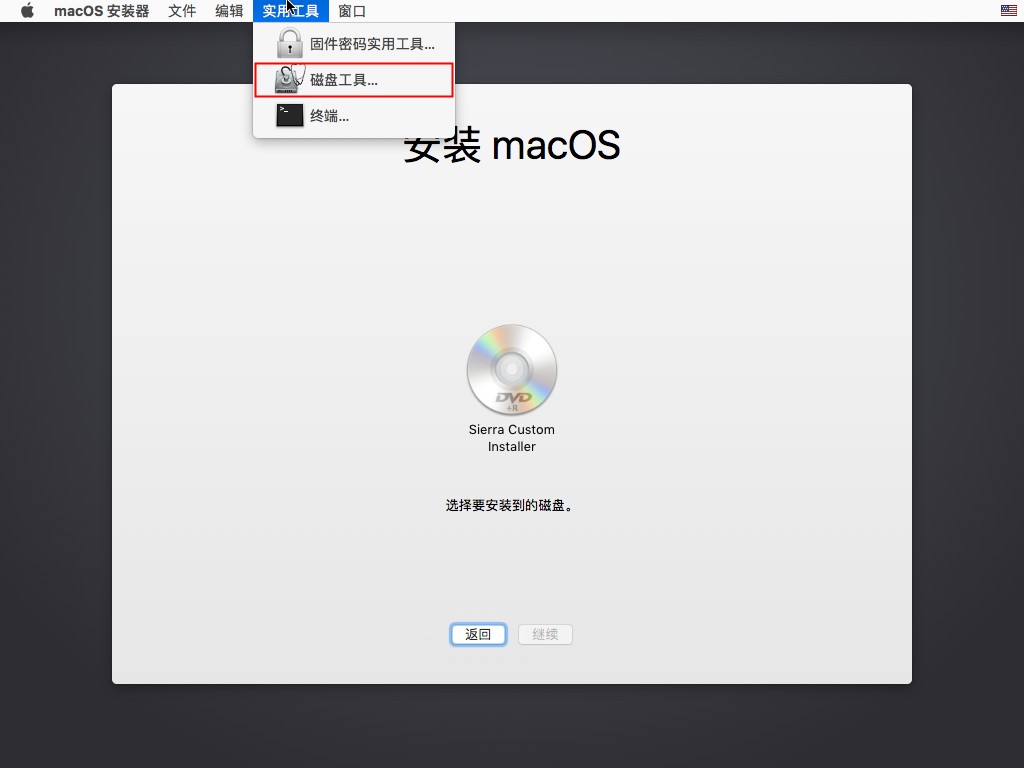 macOS 安装器 文件 编辑 实用工具 窗口
固件密码实用工具...
磁盘工具...
>_
终端...
安装 macOS
DVD
+R
Sierra Custom
Installer
选择要安装到的磁盘。
返回 继续